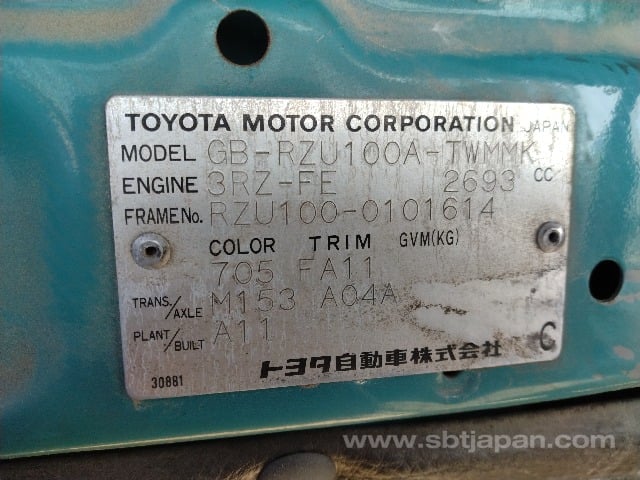 TOYOTA MOTOR CORPORATION JAPAN
MODEL GB-RZU100A-TWMMK
ENGINE 3RZ-FE 2693 CC
FRAME No. RZU100-0101614
COLOR TRIM GVM(KG)
705 FA11
TRANS./AXLE M153 A04A
PLANT/BUILT A11
トヨタ自動車株式会社 C
30881
www.sbtjapan.com